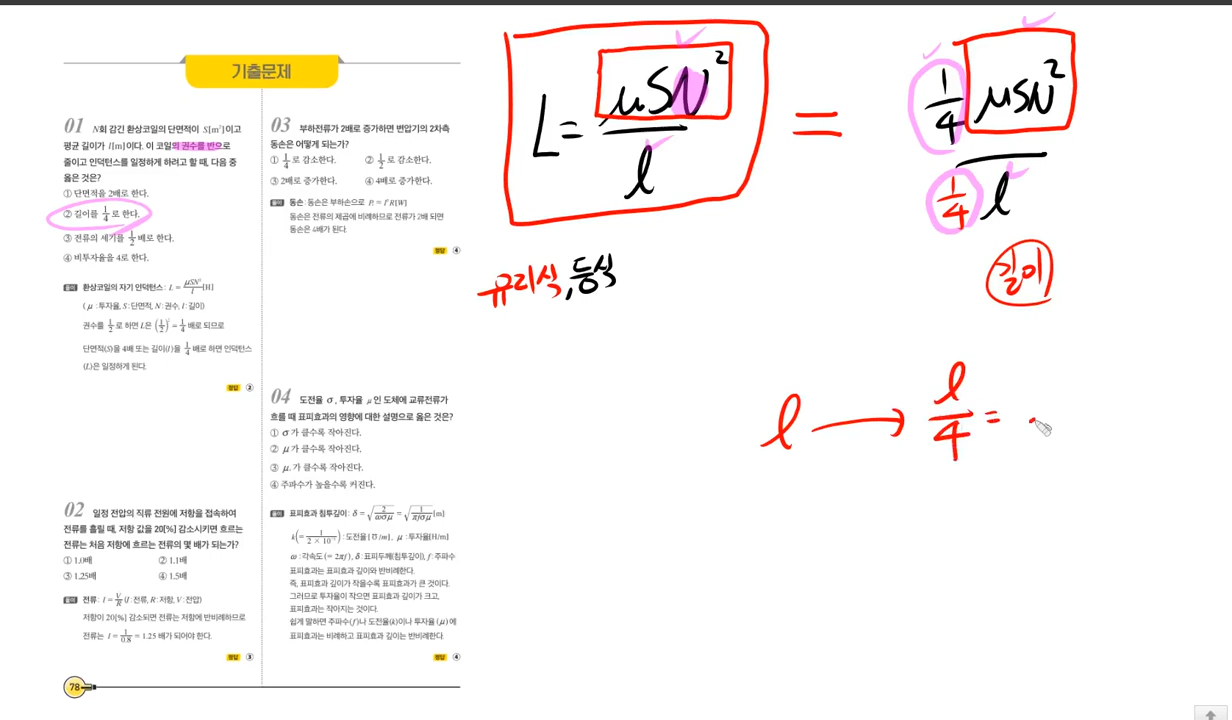 기출문제
01 N회 감긴 환상코일의 단면적이 S[m²]이고
평균 길이가 l[m]이다. 이 코일의 권수를 반으로
줄이고 인덕턴스를 일정하게 하려고 할 때, 다음 중
옳은 것은?
① 단면적을 2배로 한다.
② 길이를 1/4로 한다.
③ 전류의 세기를 1/2배로 한다.
④ 비투자율을 4로 한다.
풀이 환상코일의 자기 인덕턴스: L = μSN²/l [H]
(μ : 투자율, S : 단면적, N : 권수, l : 길이)
권수를 1/2로 하면 L은 (1/2)² = 1/4 배로 되므로
단면적(S)을 4배 또는 길이(l)을 1/4 배로 하면 인덕턴스
(L)은 일정하게 된다.
정답 ②
02 일정 전압의 직류 전원에 저항을 접속하여
전류를 흘릴 때, 저항 값을 20[%] 감소시키면 흐르는
전류는 처음 저항에 흐르는 전류의 몇 배가 되는가?
① 1.0배 ② 1.1배
③ 1.25배 ④ 1.5배
풀이 전류 : I = V/R (I : 전류, R : 저항, V : 전압)
저항이 20[%] 감소되면 전류는 저항에 반비례하므로
전류는 I = 1/0.8 = 1.25 배가 되어야 한다.
정답 ③
03 부하전류가 2배로 증가하면 변압기의 2차측
동손은 어떻게 되는가?
① 1/4로 감소한다. ② 1/2로 감소한다.
③ 2배로 증가한다. ④ 4배로 증가한다.
풀이 동손 : 동손은 부하손으로 P = I²R[W]
동손은 전류의 제곱에 비례하므로 전류가 2배 되면
동손은 4배가 된다.
정답 ④
04 도전율 σ, 투자율 μ인 도체에 교류전류가
흐를 때 표피효과의 영향에 대한 설명으로 옳은 것은?
① σ가 클수록 작아진다.
② μ가 클수록 작아진다.
③ μ가 클수록 작아진다.
④ 주파수가 높을수록 커진다.
풀이 표피효과 침투깊이 : δ = √(2/ωσμ) = √(1/πfσμ) [m]
k(= 1/(2 × 10⁻²)) : 도전율[℧/m], μ : 투자율[H/m]
ω : 각속도(= 2πf), δ : 표피두께(침투깊이), f : 주파수
표피효과는 표피효과 깊이와 반비례한다.
즉, 표피효과 깊이가 작을수록 표피효과가 큰 것이다.
그러므로 투자율이 작으면 표피효과 깊이가 크고,
표피효과는 작아지는 것이다.
쉽게 말하면 주파수(f)나 도전율(k)이나 투자율(μ)에
표피효과는 비례하고 표피효과 깊이는 반비례한다.
정답 ④
78
L = μSN²/l = (1/4 μSN²)/(1/4 l)
유리식, 등식
길이
l → l/4 =